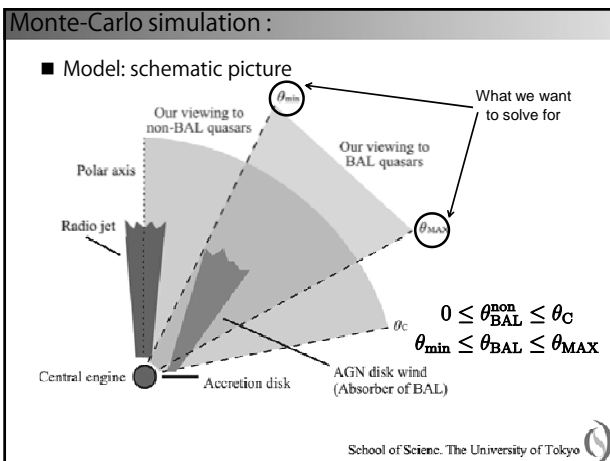 Monte-Carlo simulation :
■ Model: schematic picture
θmin
What we want
to solve for
Our viewing to
non-BAL quasars
Our viewing to
BAL quasars
Polar axis
Radio jet
θMAX
θC
0 ≤ θ^non_BAL ≤ θC
θmin ≤ θBAL ≤ θMAX
Central engine
Accretion disk
AGN disk wind
(Absorber of BAL)
School of Scienc. The University of Tokyo